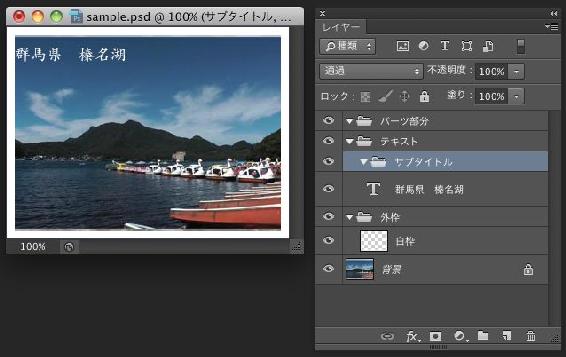 sample.psd @ 100% (サブタイトル, ...
群馬県　榛名湖
100%
レイヤー
種類
T
通過
不透明度: 100%
ロック:
塗り: 100%
パーツ部分
テキスト
サブタイトル
T 群馬県　榛名湖
外枠
白枠
背景
fx